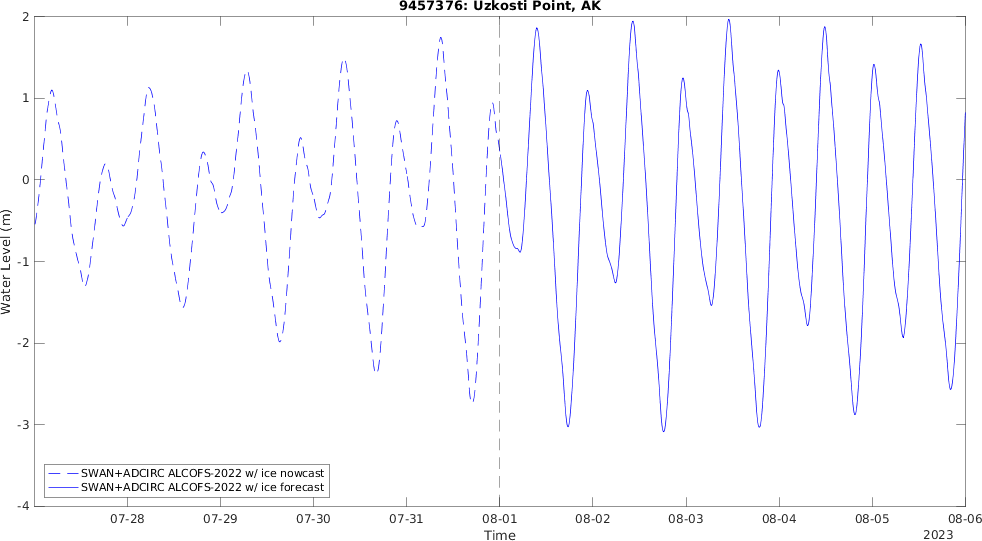 9457376: Uzkosti Point, AK
Water Level (m)
2
1
0
-1
-2
-3
-4
SWAN+ADCIRC ALCOFS-2022 w/ ice nowcast
SWAN+ADCIRC ALCOFS-2022 w/ ice forecast
07-28 07-29 07-30 07-31 08-01 08-02 08-03 08-04 08-05 08-06
Time
2023